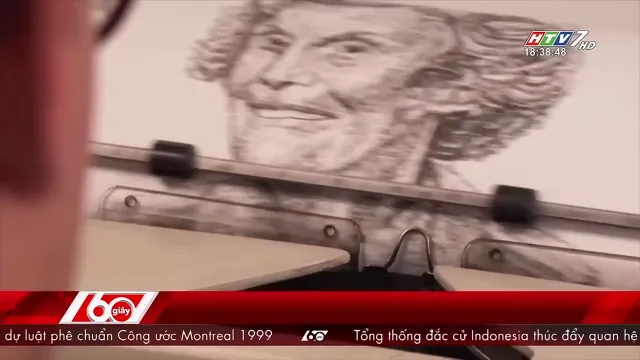 HTV7 HD
18:38:48
60 giây
dự luật phê chuẩn Công ước Montreal 1999 60 Tổng thống đắc cử Indonesia thúc đẩy quan hệ